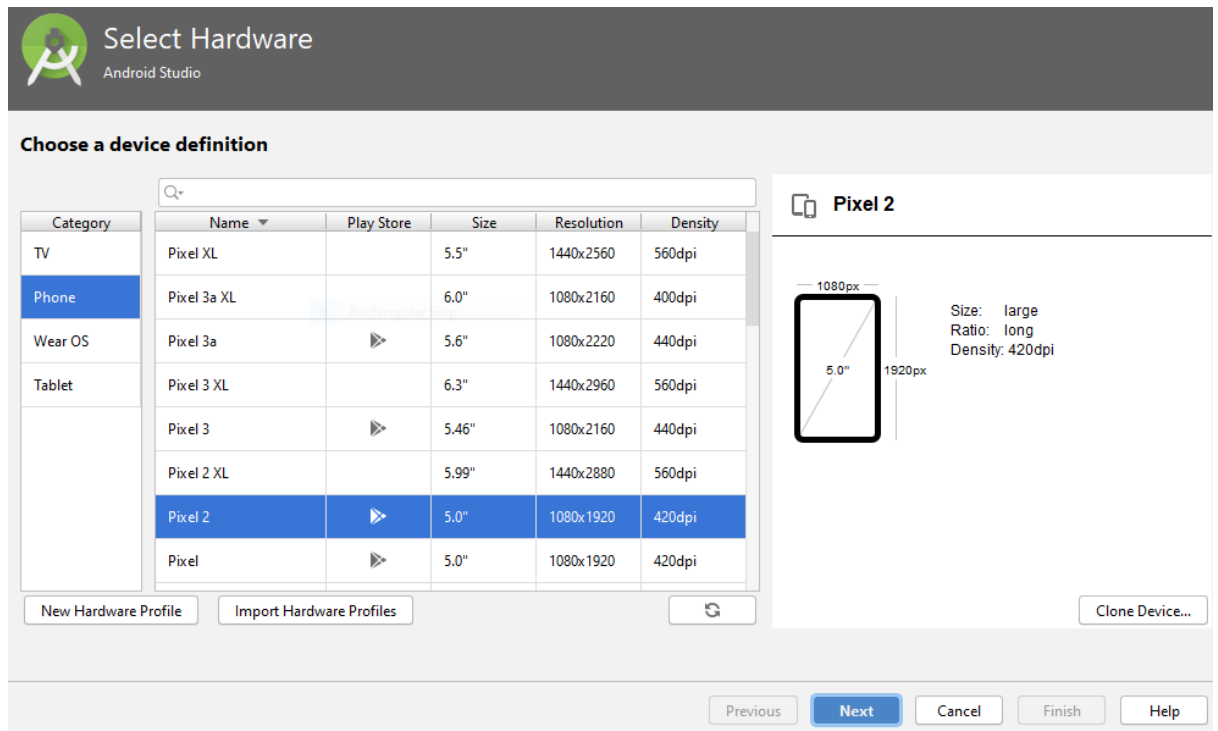 Select Hardware
Android Studio
Choose a device definition
Category
TV
Phone
Wear OS
Tablet
Name Play Store Size Resolution Density
Pixel XL 5.5" 1440x2560 560dpi
Pixel 3a XL 6.0" 1080x2160 400dpi
Rectangular Snip
Pixel 3a 5.6" 1080x2220 440dpi
Pixel 3 XL 6.3" 1440x2960 560dpi
Pixel 3 5.46" 1080x2160 440dpi
Pixel 2 XL 5.99" 1440x2880 560dpi
Pixel 2 5.0" 1080x1920 420dpi
Pixel 5.0" 1080x1920 420dpi
New Hardware Profile Import Hardware Profiles
Pixel 2
1080px
5.0"
1920px
Size: large
Ratio: long
Density: 420dpi
Clone Device...
Previous Next Cancel Finish Help